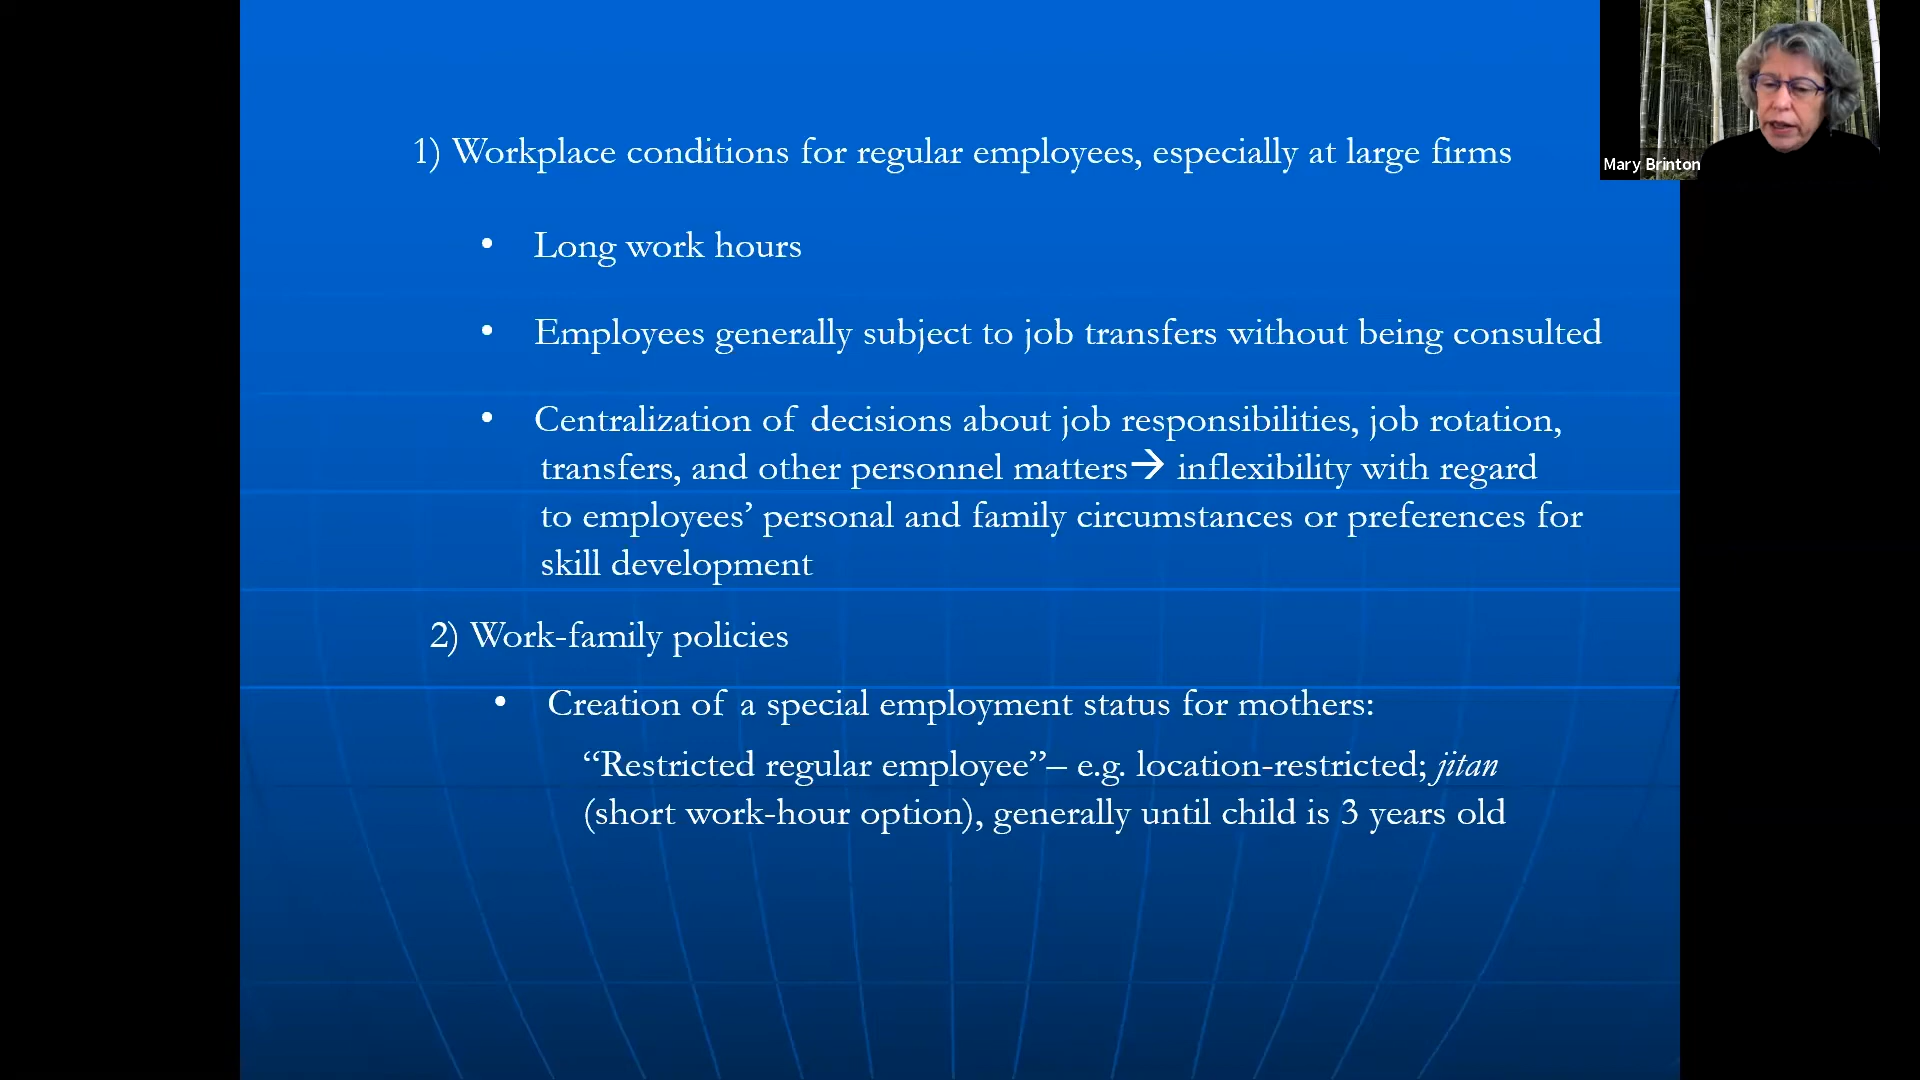 1) Workplace conditions for regular employees, especially at large firms
Mary Brinton
• Long work hours
• Employees generally subject to job transfers without being consulted
• Centralization of decisions about job responsibilities, job rotation,
transfers, and other personnel matters→ inflexibility with regard
to employees’ personal and family circumstances or preferences for
skill development
2) Work-family policies
• Creation of a special employment status for mothers:
“Restricted regular employee”– e.g. location-restricted; jitan
(short work-hour option), generally until child is 3 years old